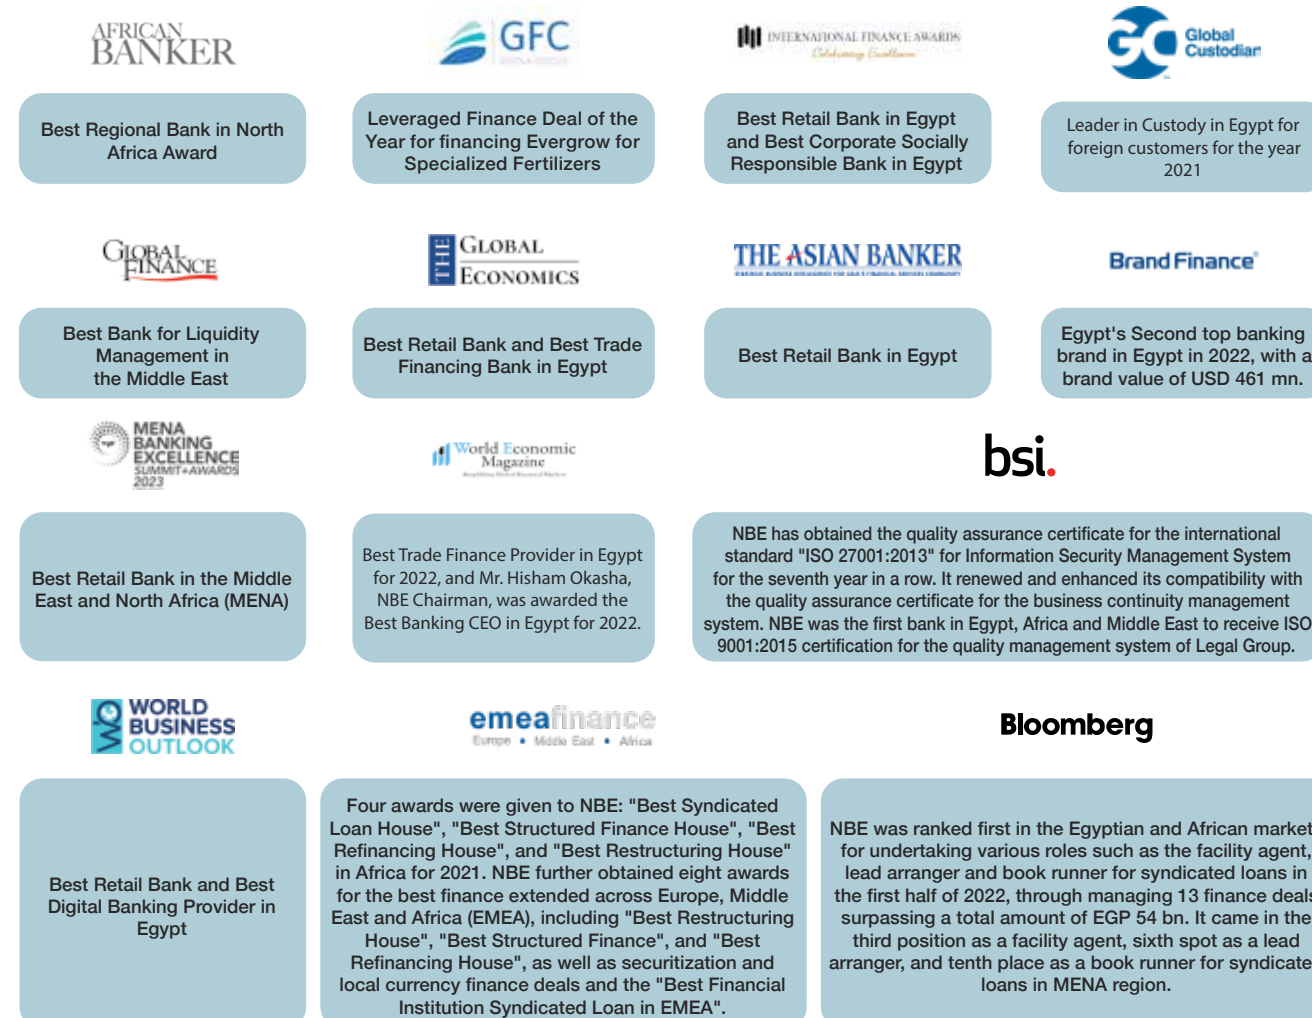 AFRICAN
BANKER
GFC
INTERNATIONAL FINANCE AWARDS
Celebrating Excellence
GC Global
Custodian
Best Regional Bank in North
Africa Award
Leveraged Finance Deal of the
Year for financing Evergrow for
Specialized Fertilizers
Best Retail Bank in Egypt
and Best Corporate Socially
Responsible Bank in Egypt
Leader in Custody in Egypt for
foreign customers for the year
2021
GLOBAL
FINANCE
THE GLOBAL
ECONOMICS
THE ASIAN BANKER
Brand Finance®
Best Bank for Liquidity
Management in
the Middle East
Best Retail Bank and Best Trade
Financing Bank in Egypt
Best Retail Bank in Egypt
Egypt's Second top banking
brand in Egypt in 2022, with a
brand value of USD 461 mn.
MENA
BANKING
EXCELLENCE
SUMMIT+AWARDS
2023
World Economic
Magazine
bsi.
Best Retail Bank in the Middle
East and North Africa (MENA)
Best Trade Finance Provider in Egypt
for 2022, and Mr. Hisham Okasha,
NBE Chairman, was awarded the
Best Banking CEO in Egypt for 2022.
NBE has obtained the quality assurance certificate for the international
standard "ISO 27001:2013" for Information Security Management System
for the seventh year in a row. It renewed and enhanced its compatibility with
the quality assurance certificate for the business continuity management
system. NBE was the first bank in Egypt, Africa and Middle East to receive ISO
9001:2015 certification for the quality management system of Legal Group.
WORLD
BUSINESS
OUTLOOK
emeafinance
Europe • Middle East • Africa
Bloomberg
Best Retail Bank and Best
Digital Banking Provider in
Egypt
Four awards were given to NBE: "Best Syndicated
Loan House", "Best Structured Finance House", "Best
Refinancing House", and "Best Restructuring House"
in Africa for 2021. NBE further obtained eight awards
for the best finance extended across Europe, Middle
East and Africa (EMEA), including "Best Restructuring
House", "Best Structured Finance", and "Best
Refinancing House", as well as securitization and
local currency finance deals and the "Best Financial
Institution Syndicated Loan in EMEA".
NBE was ranked first in the Egyptian and African market
for undertaking various roles such as the facility agent,
lead arranger and book runner for syndicated loans in
the first half of 2022, through managing 13 finance deals
surpassing a total amount of EGP 54 bn. It came in the
third position as a facility agent, sixth spot as a lead
arranger, and tenth place as a book runner for syndicate
loans in MENA region.